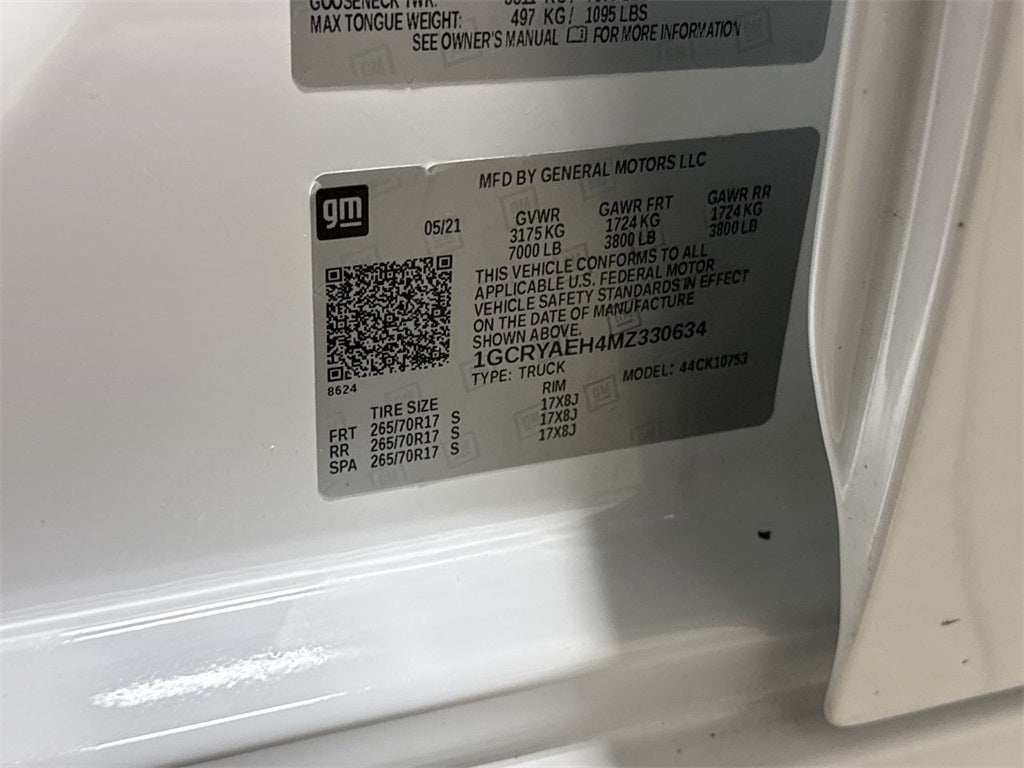 GOOSENECK TWR:
MAX TONGUE WEIGHT: 497 KG / 1095 LBS
SEE OWNER'S MANUAL FOR MORE INFORMATION
MFD BY GENERAL MOTORS LLC
gm
05/21 GVWR GAWR FRT GAWR RR
3175 KG 1724 KG 1724 KG
7000 LB 3800 LB 3800 LB
THIS VEHICLE CONFORMS TO ALL
APPLICABLE U.S. FEDERAL MOTOR
VEHICLE SAFETY STANDARDS IN EFFECT
ON THE DATE OF MANUFACTURE
SHOWN ABOVE.
1GCRYAEH4MZ330634
TYPE: TRUCK MODEL: 44CK10753
8624
TIRE SIZE RIM
FRT 265/70R17 S 17X8J
RR 265/70R17 S 17X8J
SPA 265/70R17 S 17X8J